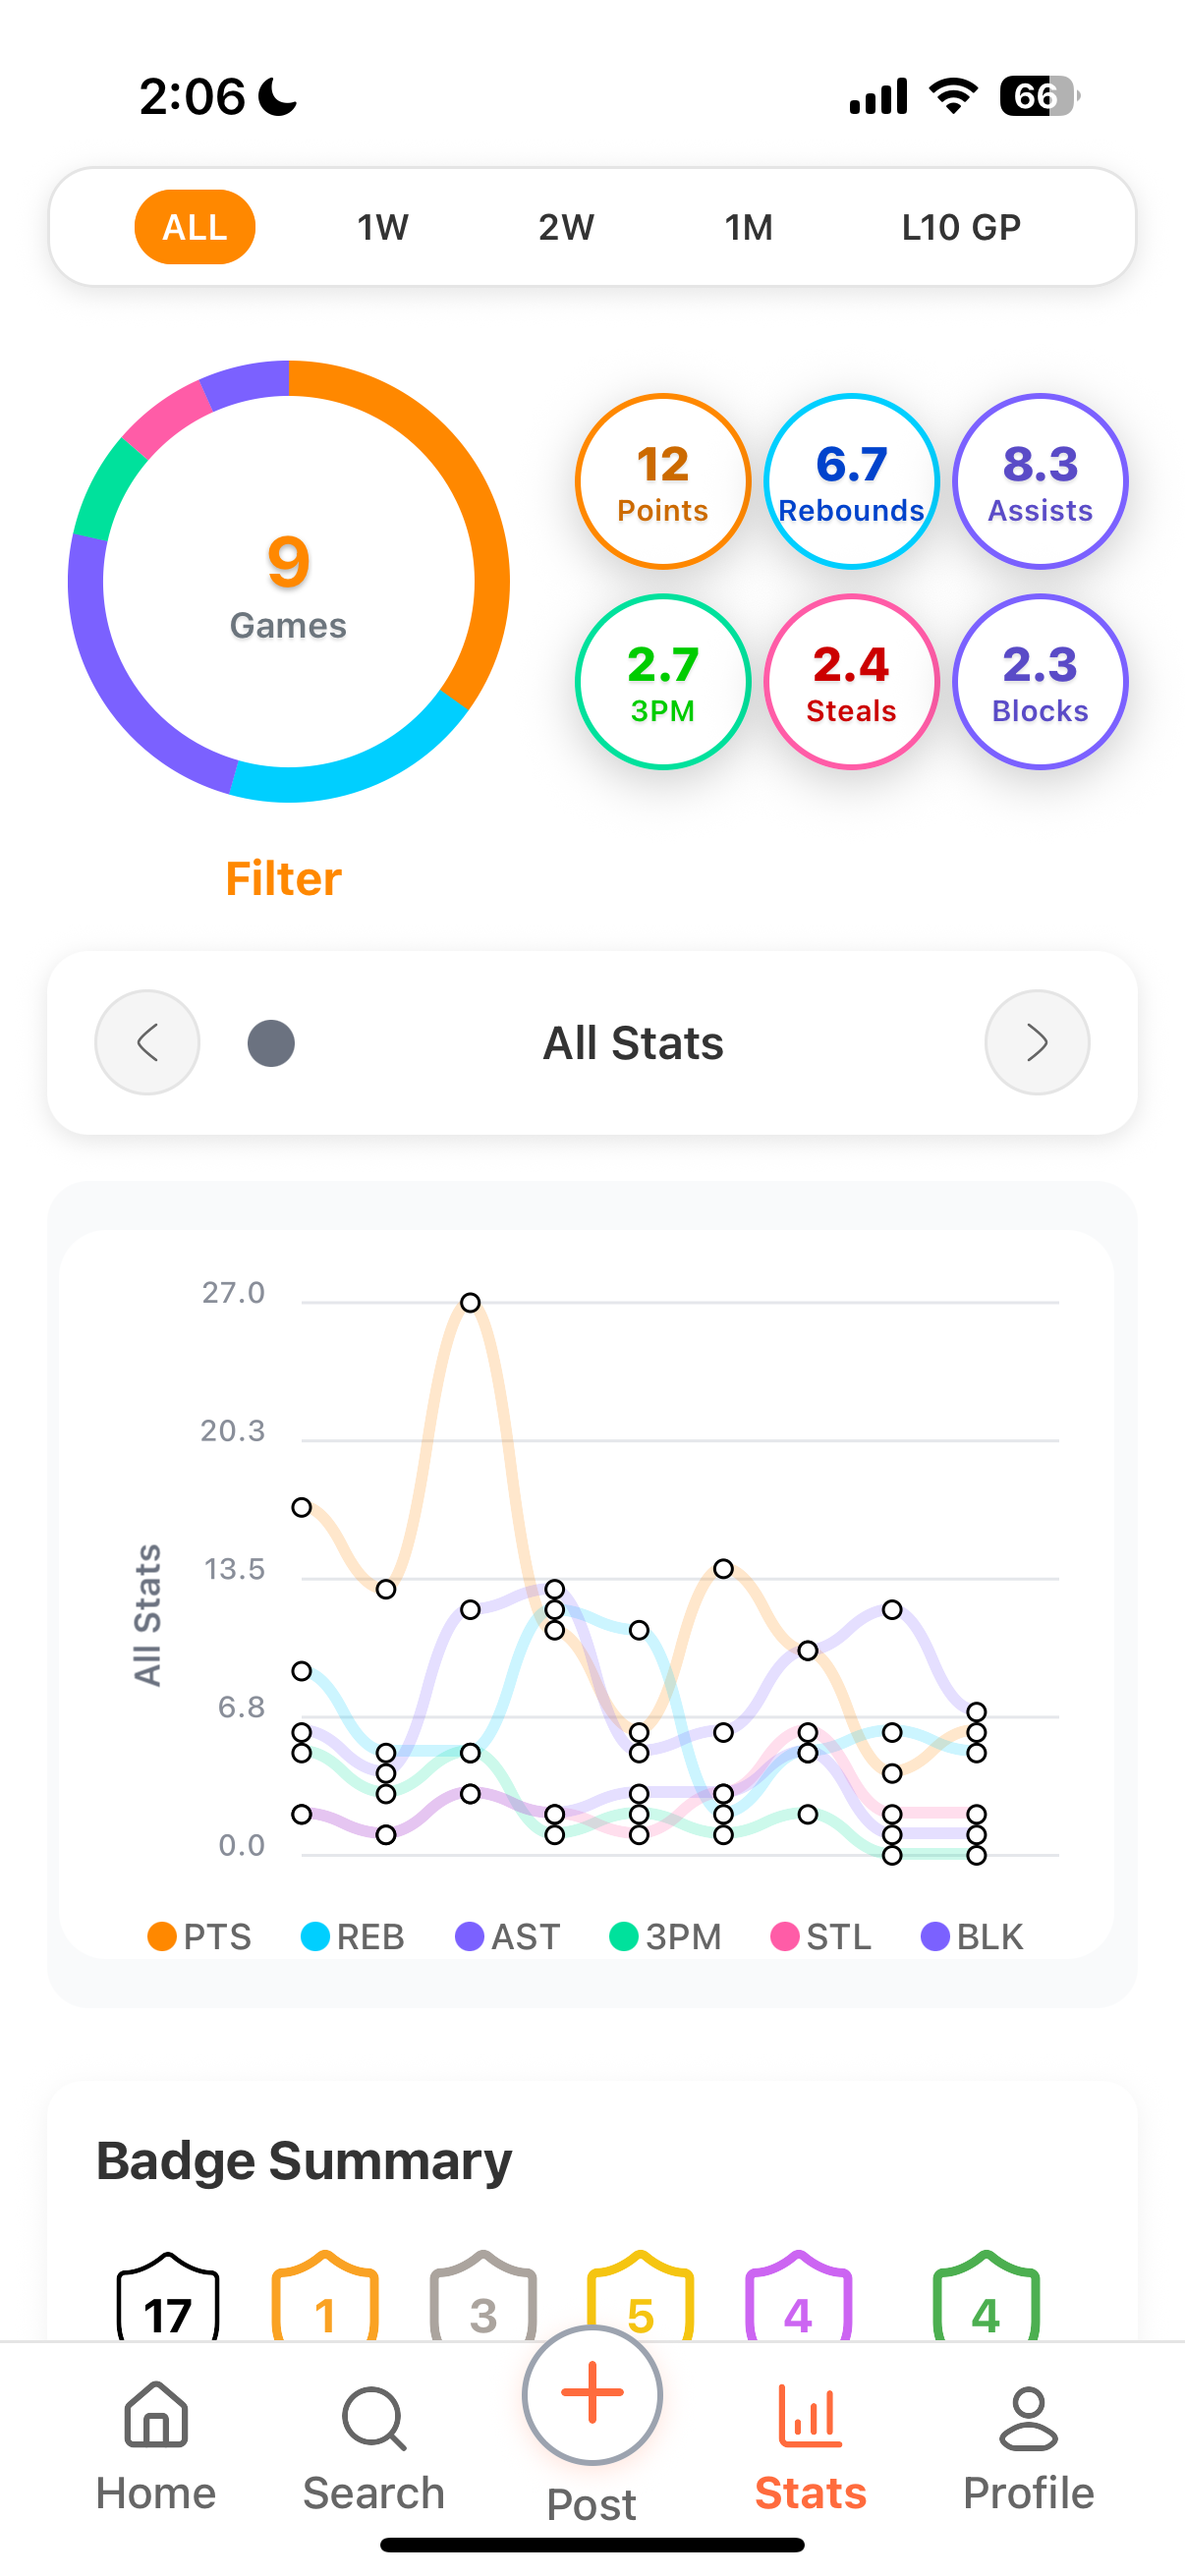 2:06
66
ALL 1W 2W 1M L10 GP
9
Games
12
Points
6.7
Rebounds
8.3
Assists
2.7
3PM
2.4
Steals
2.3
Blocks
Filter
All Stats
All Stats
27.0
20.3
13.5
6.8
0.0
PTS REB AST 3PM STL BLK
Badge Summary
17 1 3 5 4 4
Home Search Post Stats Profile